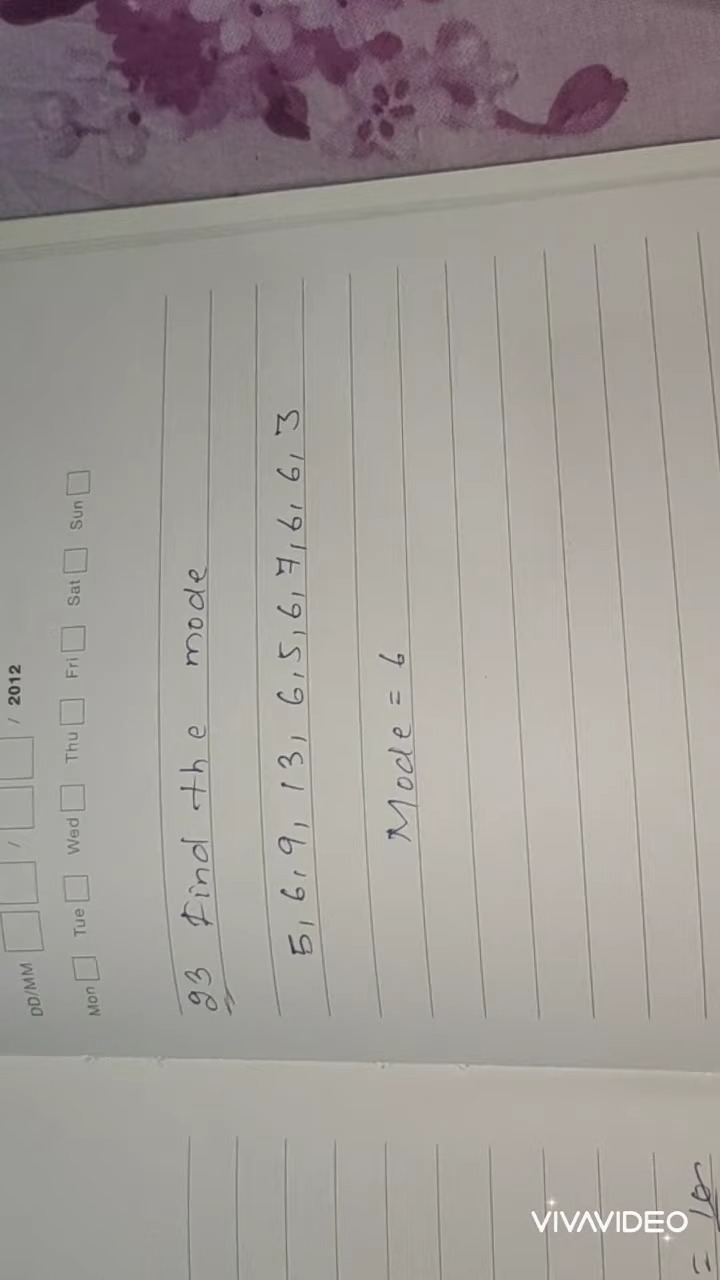 DD/MM / / 2012
Mon Tue Wed Thu Fri Sat Sun
93 Find the mode
5, 6, 9, 13, 6, 5, 6, 7, 6, 6, 3
Mode = 6
VIVAVIDEO